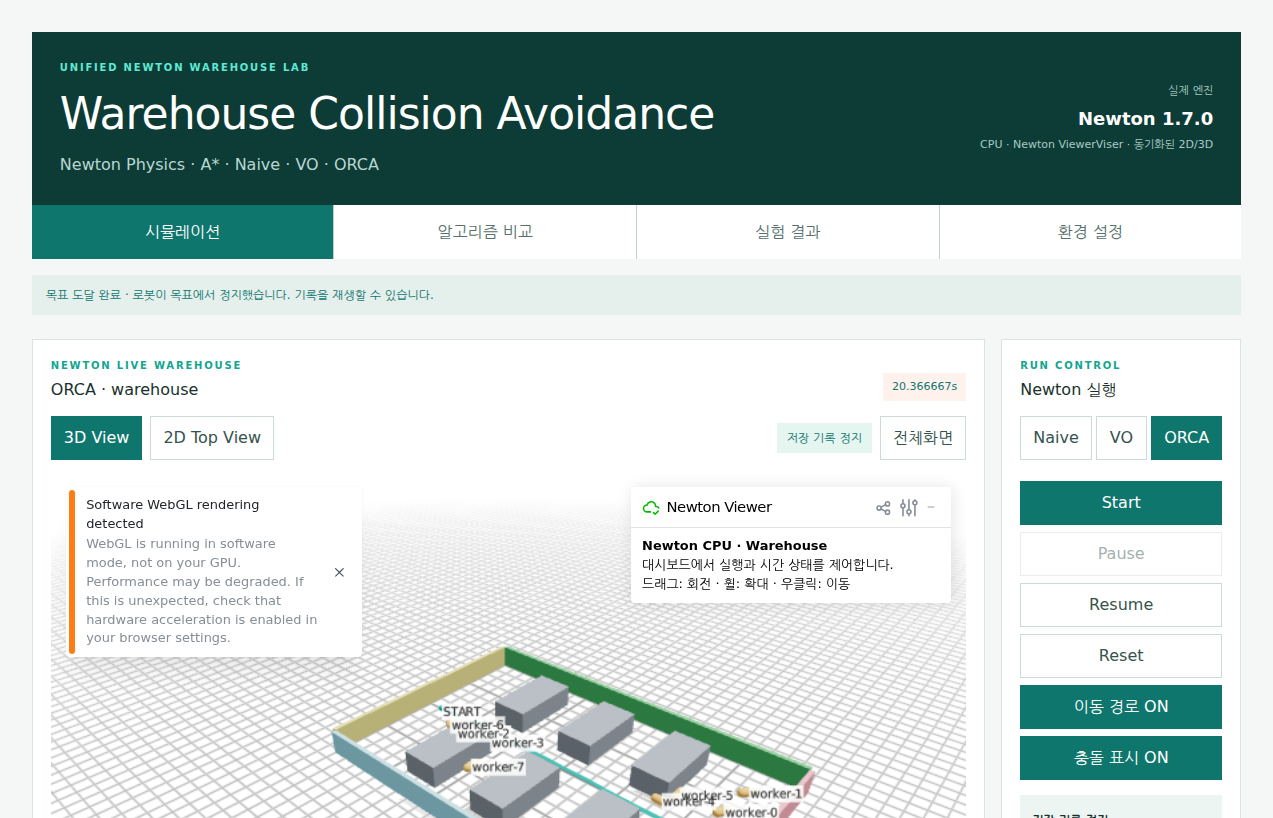 UNIFIED NEWTON WAREHOUSE LAB
Warehouse Collision Avoidance
Newton Physics · A* · Naive · VO · ORCA
실제 엔진
Newton 1.7.0
CPU · Newton ViewerViser · 동기화된 2D/3D
시뮬레이션
알고리즘 비교
실험 결과
환경 설정
목표 도달 완료 · 로봇이 목표에서 정지했습니다. 기록을 재생할 수 있습니다.
NEWTON LIVE WAREHOUSE
ORCA · warehouse
20.366667s
3D View
2D Top View
저장 기록 정지
전체화면
Software WebGL rendering
detected
WebGL is running in software
mode, not on your GPU.
Performance may be degraded. If
this is unexpected, check that
hardware acceleration is enabled in
your browser settings.
Newton Viewer
Newton CPU · Warehouse
대시보드에서 실행과 시간 상태를 제어합니다.
드래그: 회전 · 휠: 확대 · 우클릭: 이동
START
worker-6
worker-2
worker-3
worker-7
worker-5
worker-1
worker-4
worker-0
RUN CONTROL
Newton 실행
Naive
VO
ORCA
Start
Pause
Resume
Reset
이동 경로 ON
충돌 표시 ON